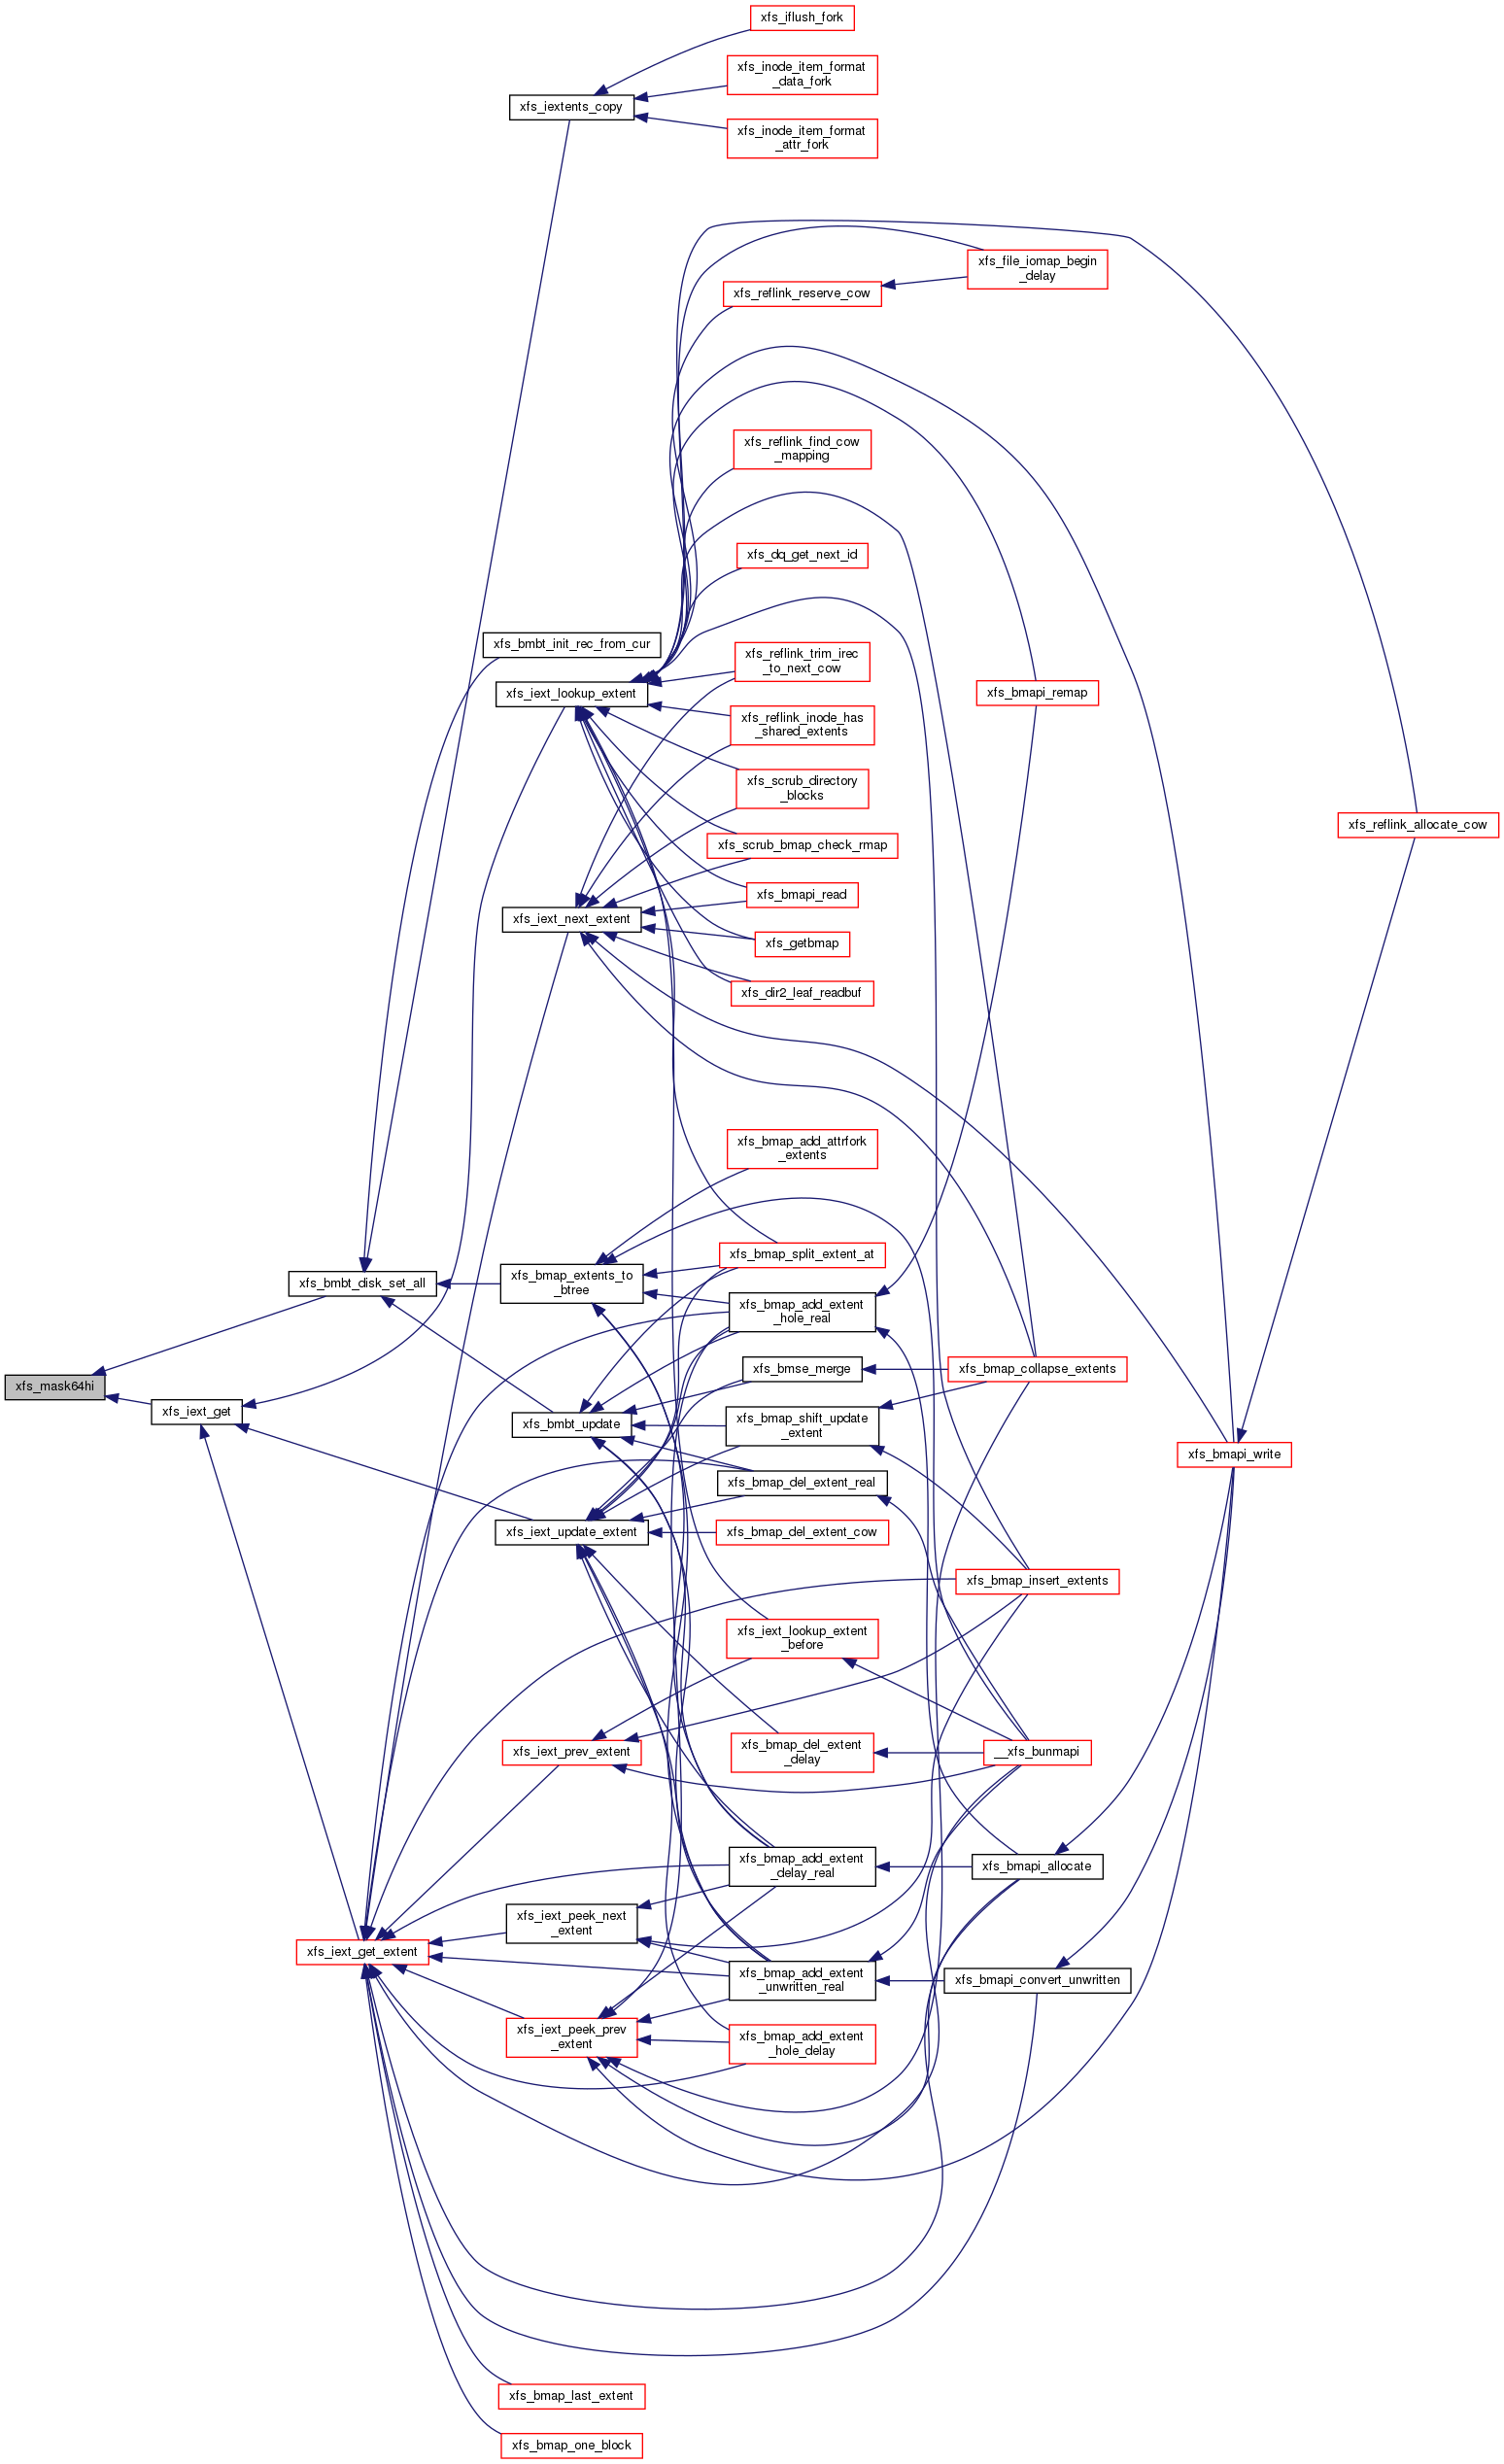 xfs_iflush_fork
xfs_inode_item_format
_data_fork
xfs_iextents_copy
xfs_inode_item_format
_attr_fork
xfs_file_iomap_begin
_delay
xfs_reflink_reserve_cow
xfs_reflink_find_cow
_mapping
xfs_dq_get_next_id
xfs_bmbt_init_rec_from_cur
xfs_reflink_trim_irec
_to_next_cow
xfs_iext_lookup_extent
xfs_bmapi_remap
xfs_reflink_inode_has
_shared_extents
xfs_scrub_directory
_blocks
xfs_reflink_allocate_cow
xfs_scrub_bmap_check_rmap
xfs_bmapi_read
xfs_iext_next_extent
xfs_getbmap
xfs_dir2_leaf_readbuf
xfs_bmap_add_attrfork
_extents
xfs_bmap_split_extent_at
xfs_bmbt_disk_set_all
xfs_bmap_extents_to
_btree
xfs_bmap_add_extent
_hole_real
xfs_bmse_merge
xfs_bmap_collapse_extents
xfs_mask64hi
xfs_iext_get
xfs_bmbt_update
xfs_bmap_shift_update
_extent
xfs_bmapi_write
xfs_bmap_del_extent_real
xfs_iext_update_extent
xfs_bmap_del_extent_cow
xfs_bmap_insert_extents
xfs_iext_lookup_extent
_before
xfs_iext_prev_extent
xfs_bmap_del_extent
_delay
__xfs_bunmapi
xfs_bmap_add_extent
_delay_real
xfs_bmapi_allocate
xfs_iext_peek_next
_extent
xfs_iext_get_extent
xfs_bmap_add_extent
_unwritten_real
xfs_bmapi_convert_unwritten
xfs_iext_peek_prev
_extent
xfs_bmap_add_extent
_hole_delay
xfs_bmap_last_extent
xfs_bmap_one_block